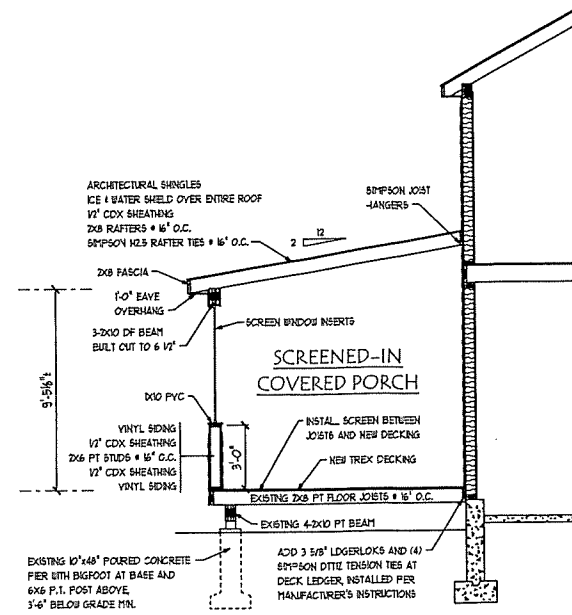 ARCHITECTURAL SHINGLES
ICE & WATER SHIELD OVER ENTIRE ROOF
1/2" CDX SHEATHING
2X8 RAFTERS @ 16" O.C.
SIMPSON H2.5 RAFTER TIES @ 16" O.C.
12
2
SIMPSON JOIST
HANGERS
2X8 FASCIA
1'-0" EAVE
OVERHANG
3-2X10 DF BEAM
BUILT OUT TO 6 1/2"
SCREEN WINDOW INSERTS
SCREENED-IN
COVERED PORCH
9'-5 1/8"±
1X10 PVC
VINYL SIDING
1/2" CDX SHEATHING
2X6 PT STUDS @ 16" O.C.
1/2" CDX SHEATHING
VINYL SIDING
3'-0"
INSTALL SCREEN BETWEEN
JOISTS AND NEW DECKING
NEW TREX DECKING
EXISTING 2X8 PT FLOOR JOISTS @ 16" O.C.
EXISTING 4-2X10 PT BEAM
EXISTING 10"X48" POURED CONCRETE
PIER WITH BIGFOOT AT BASE AND
6X6 P.T. POST ABOVE,
3'-6" BELOW GRADE MIN.
ADD 3 5/8" LDGERLOKS AND (4)
SIMPSON DTT1Z TENSION TIES AT
DECK LEDGER, INSTALLED PER
MANUFACTURER'S INSTRUCTIONS